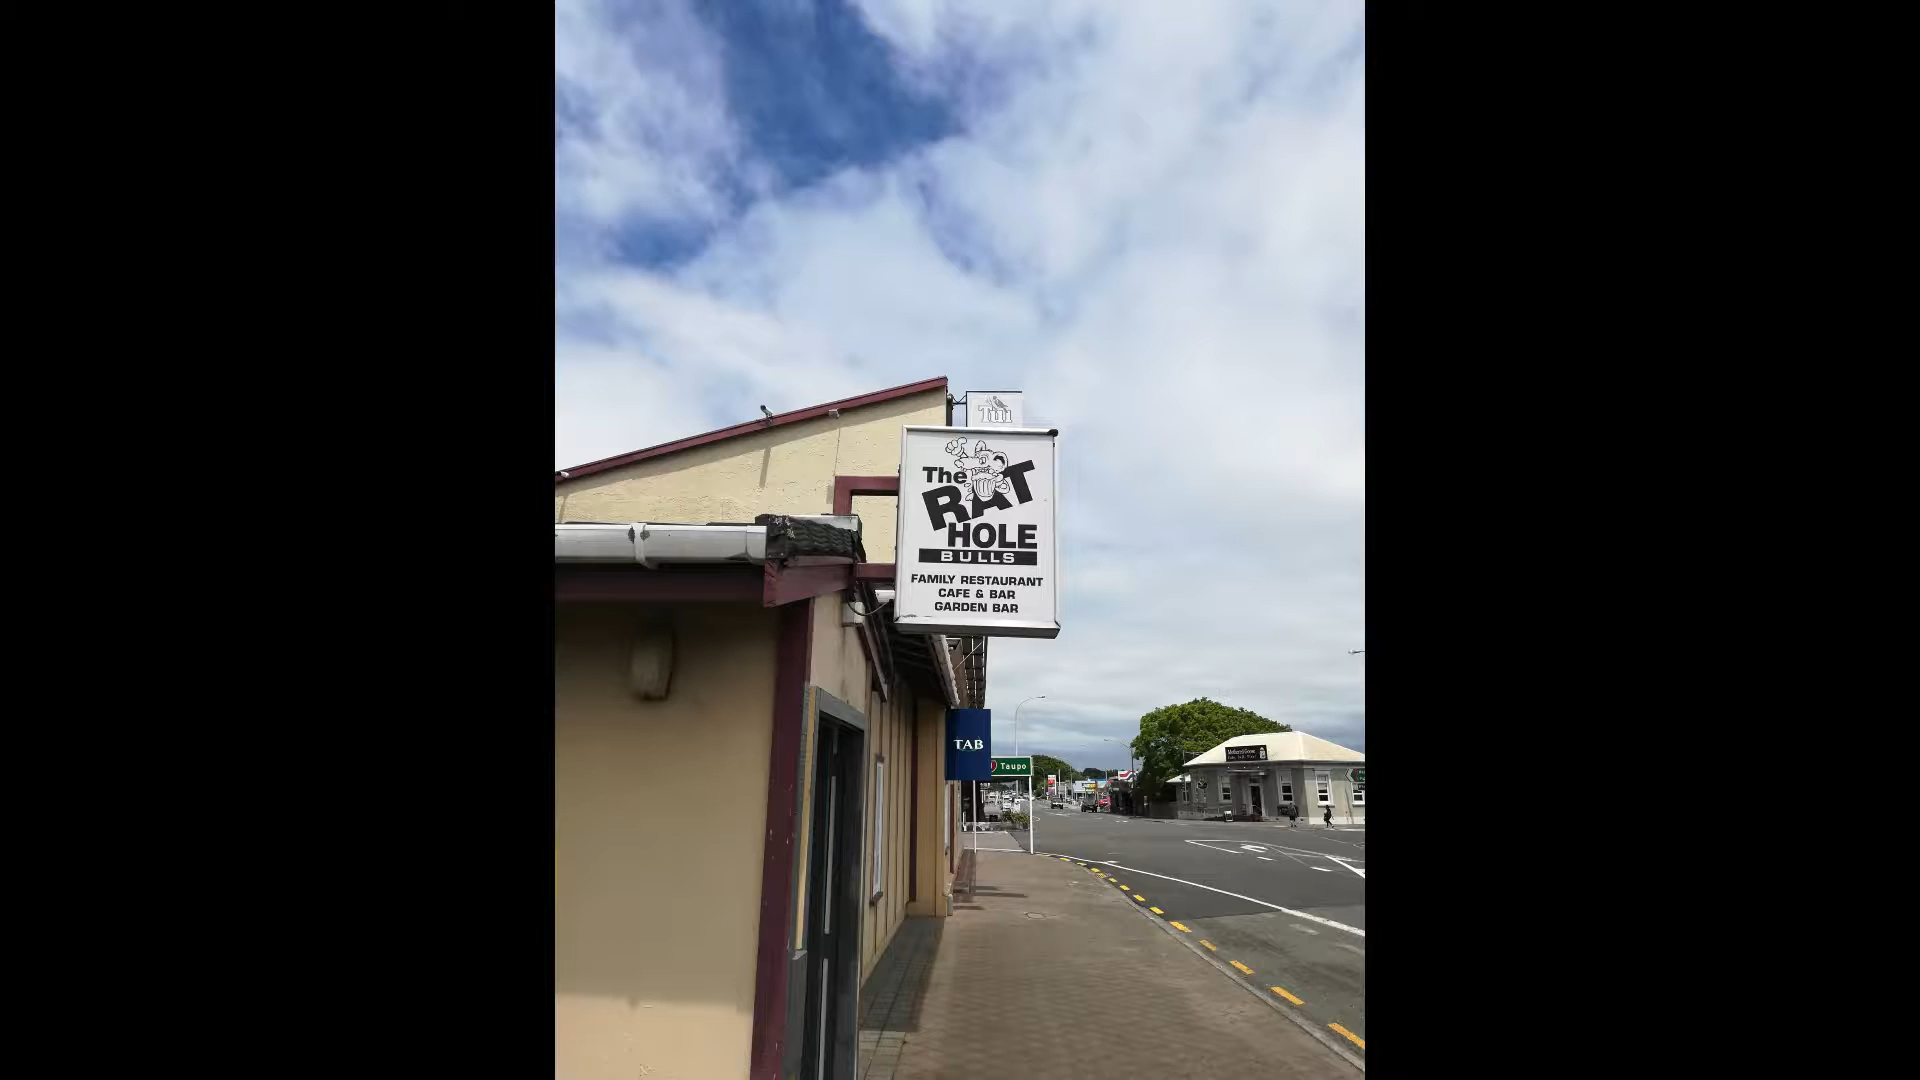 Tui
The
RAT
HOLE
BULLS
FAMILY RESTAURANT
CAFE & BAR
GARDEN BAR
TAB
Taupo